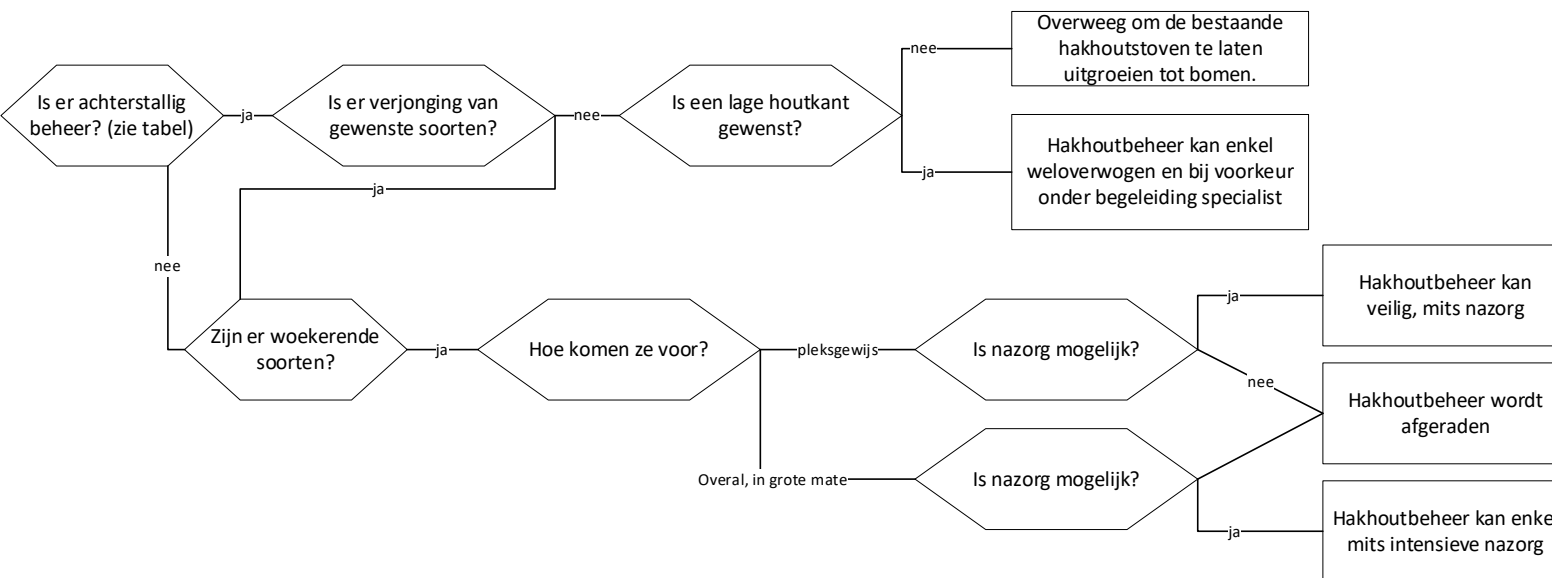 Is er achterstallig
beheer? (zie tabel)
ja
Is er verjonging van
gewenste soorten?
nee
Is een lage houtkant
gewenst?
nee
Overweeg om de bestaande
hakhoutstoven te laten
uitgroeien tot bomen.
ja
Hakhoutbeheer kan enkel
weloverwogen en bij voorkeur
onder begeleiding specialist
ja
nee
Zijn er woekerende
soorten?
ja
Hoe komen ze voor?
pleksgewijs
Is nazorg mogelijk?
ja
Hakhoutbeheer kan
veilig, mits nazorg
nee
Hakhoutbeheer wordt
afgeraden
Overal, in grote mate
Is nazorg mogelijk?
ja
Hakhoutbeheer kan enke
mits intensieve nazorg